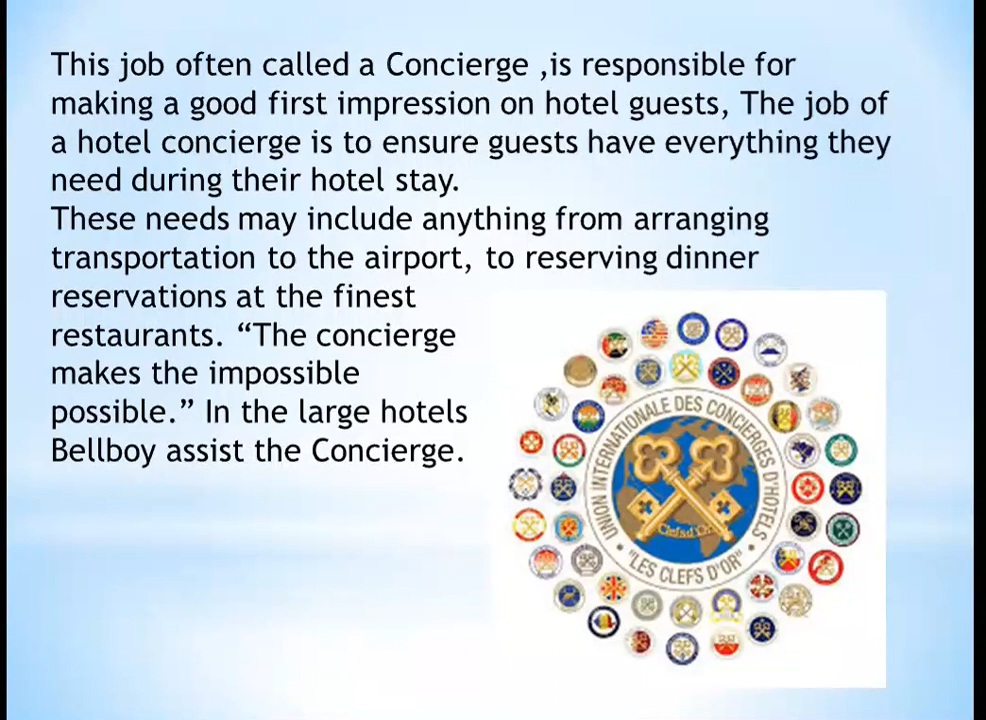 This job often called a Concierge ,is responsible for
making a good first impression on hotel guests, The job of
a hotel concierge is to ensure guests have everything they
need during their hotel stay.
These needs may include anything from arranging
transportation to the airport, to reserving dinner
reservations at the finest
restaurants. “The concierge
makes the impossible
possible.” In the large hotels
Bellboy assist the Concierge.
UNION INTERNATIONALE DES CONCIERGES D'HOTELS
Clefs d'Or
• "LES CLEFS D'OR" •